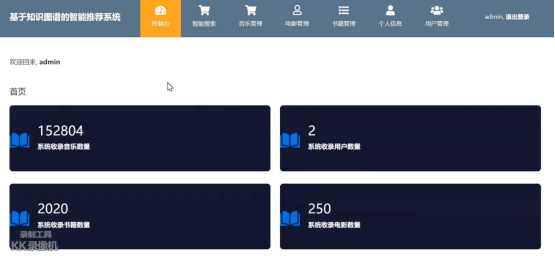 基于知识图谱的智能推荐系统
控制台
智能搜索
音乐管理
电影管理
书籍管理
个人信息
用户管理
admin, 退出登录
欢迎回来, admin
首页
152804
系统收录音乐数量
2
系统收录用户数量
2020
系统收录书籍数量
250
系统收录电影数量
录制工具
KK录像机